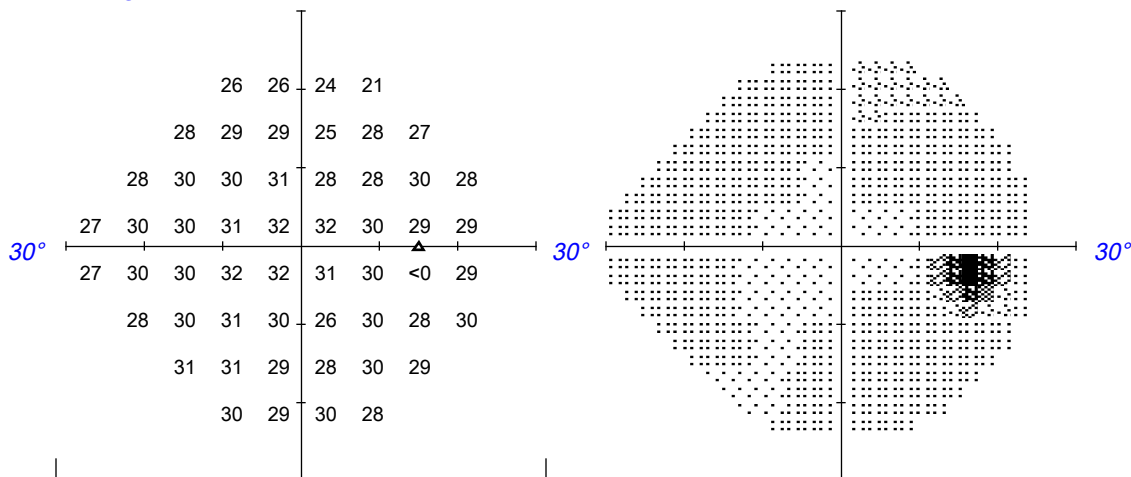 26 26 24 21
28 29 29 25 28 27
28 30 30 31 28 28 30 28
27 30 30 31 32 32 30 29 29
30° 30° 30°
27 30 30 32 32 31 30 <0 29
28 30 31 30 26 30 28 30
31 31 29 28 30 29
30 29 30 28